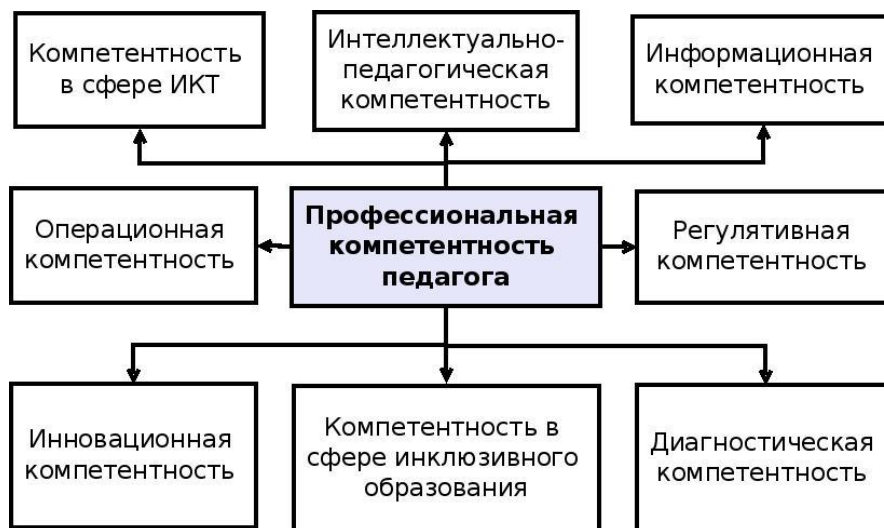 Компетентность
в сфере ИКТ
Интеллектуально-
педагогическая
компетентность
Информационная
компетентность
Операционная
компетентность
Профессиональная
компетентность
педагога
Регулятивная
компетентность
Инновационная
компетентность
Компетентность в
сфере инклюзивного
образования
Диагностическая
компетентность